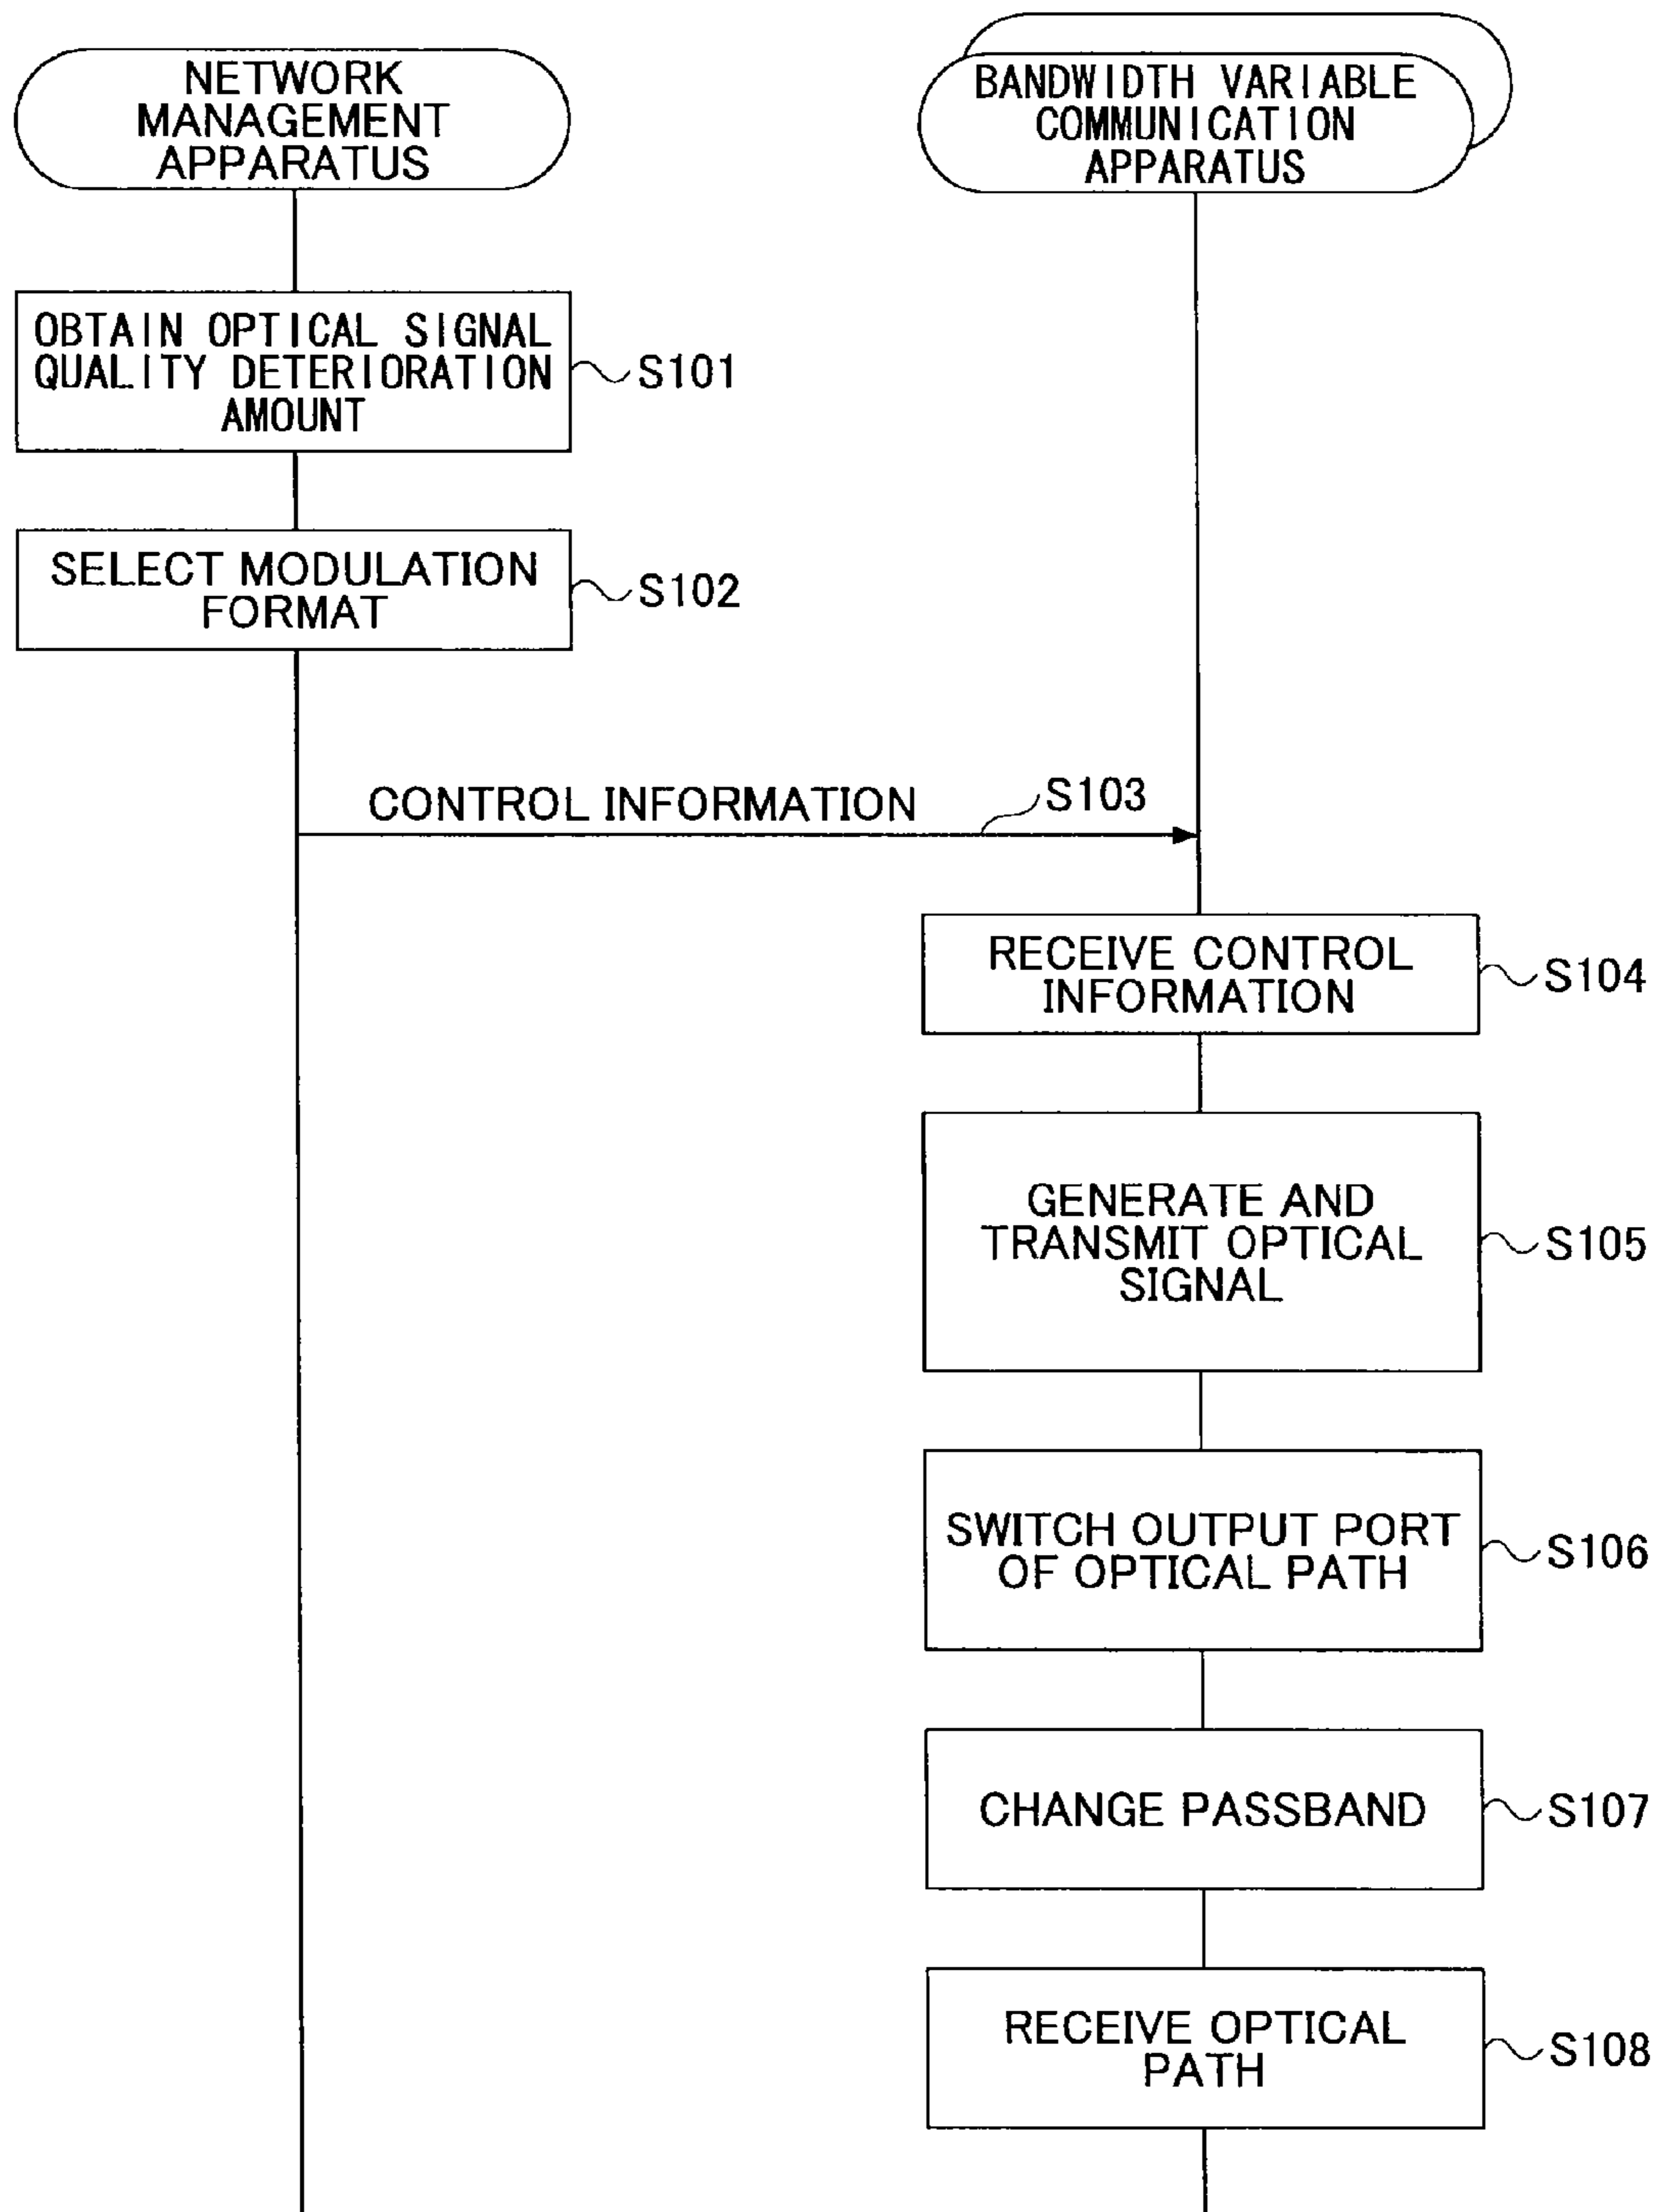 NETWORK
MANAGEMENT
APPARATUS
BANDWIDTH VARIABLE
COMMUNICATION
APPARATUS
OBTAIN OPTICAL SIGNAL
QUALITY DETERIORATION
AMOUNT
S101
SELECT MODULATION
FORMAT
S102
CONTROL INFORMATION
S103
RECEIVE CONTROL
INFORMATION
S104
GENERATE AND
TRANSMIT OPTICAL
SIGNAL
S105
SWITCH OUTPUT PORT
OF OPTICAL PATH
S106
CHANGE PASSBAND
S107
RECEIVE OPTICAL
PATH
S108